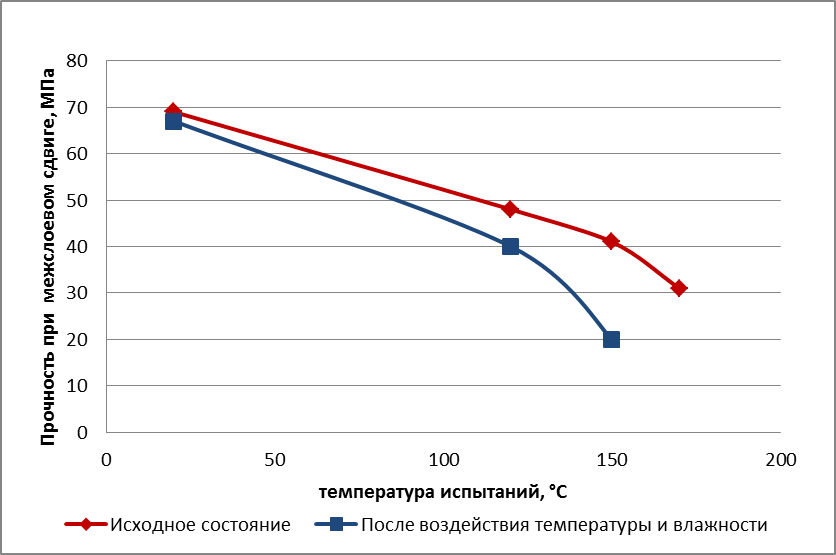 80
70
60
50
40
30
20
10
0
Прочность при межслоевом сдвиге, МПа
0 50 100 150 200
температура испытаний, °С
Исходное состояние После воздействия температуры и влажности